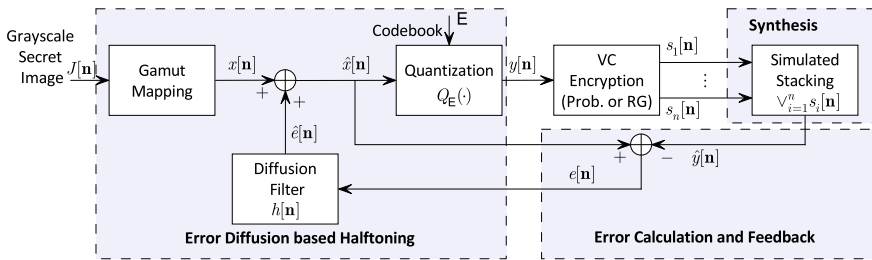 Grayscale
Secret
Image
J[n]
Gamut
Mapping
x[n]
+
+
x̂[n]
Codebook
E
Quantization
Q_E(·)
y[n]
VC
Encryption
(Prob. or RG)
s_1[n]
⋮
s_n[n]
Synthesis
Simulated
Stacking
∨_{i=1}^n s_i[n]
ê[n]
Diffusion
Filter
h[n]
e[n]
+
−
ŷ[n]
Error Diffusion based Halftoning
Error Calculation and Feedback